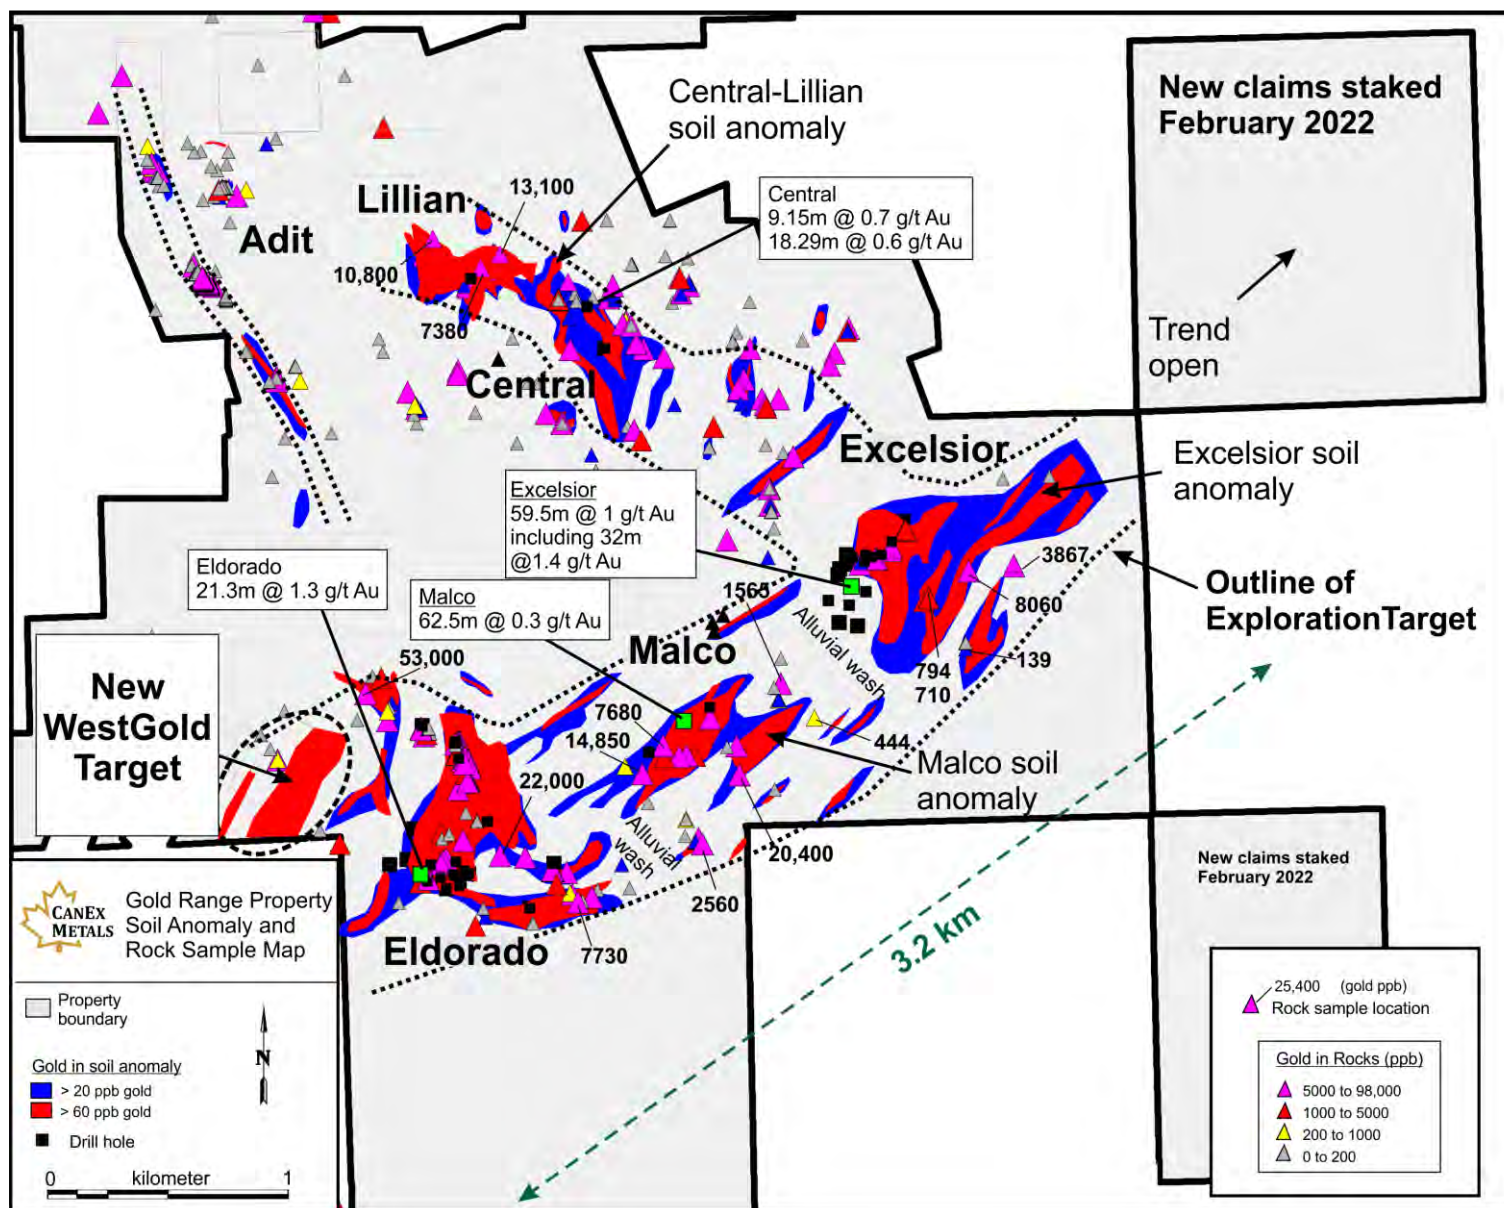 Central-Lillian
soil anomaly
New claims staked
February 2022
Lillian
13,100
Central
9.15m @ 0.7 g/t Au
18.29m @ 0.6 g/t Au
Adit
10,800
7380
Trend
open
Central
Excelsior
Excelsior soil
anomaly
Excelsior
59.5m @ 1 g/t Au
including 32m
@1.4 g/t Au
Eldorado
21.3m @ 1.3 g/t Au
Malco
62.5m @ 0.3 g/t Au
1565
3867
8060
Outline of
ExplorationTarget
Alluvial wash
Malco
139
794
710
53,000
New
WestGold
Target
7680
14,850
444
Malco soil
anomaly
22,000
Alluvial
wash
20,400
2560
7730
Eldorado
3.2 km
New claims staked
February 2022
CANEX
METALS
Gold Range Property
Soil Anomaly and
Rock Sample Map
Property
boundary
N
Gold in soil anomaly
> 20 ppb gold
> 60 ppb gold
Drill hole
0 kilometer 1
25,400 (gold ppb)
Rock sample location
Gold in Rocks (ppb)
5000 to 98,000
1000 to 5000
200 to 1000
0 to 200